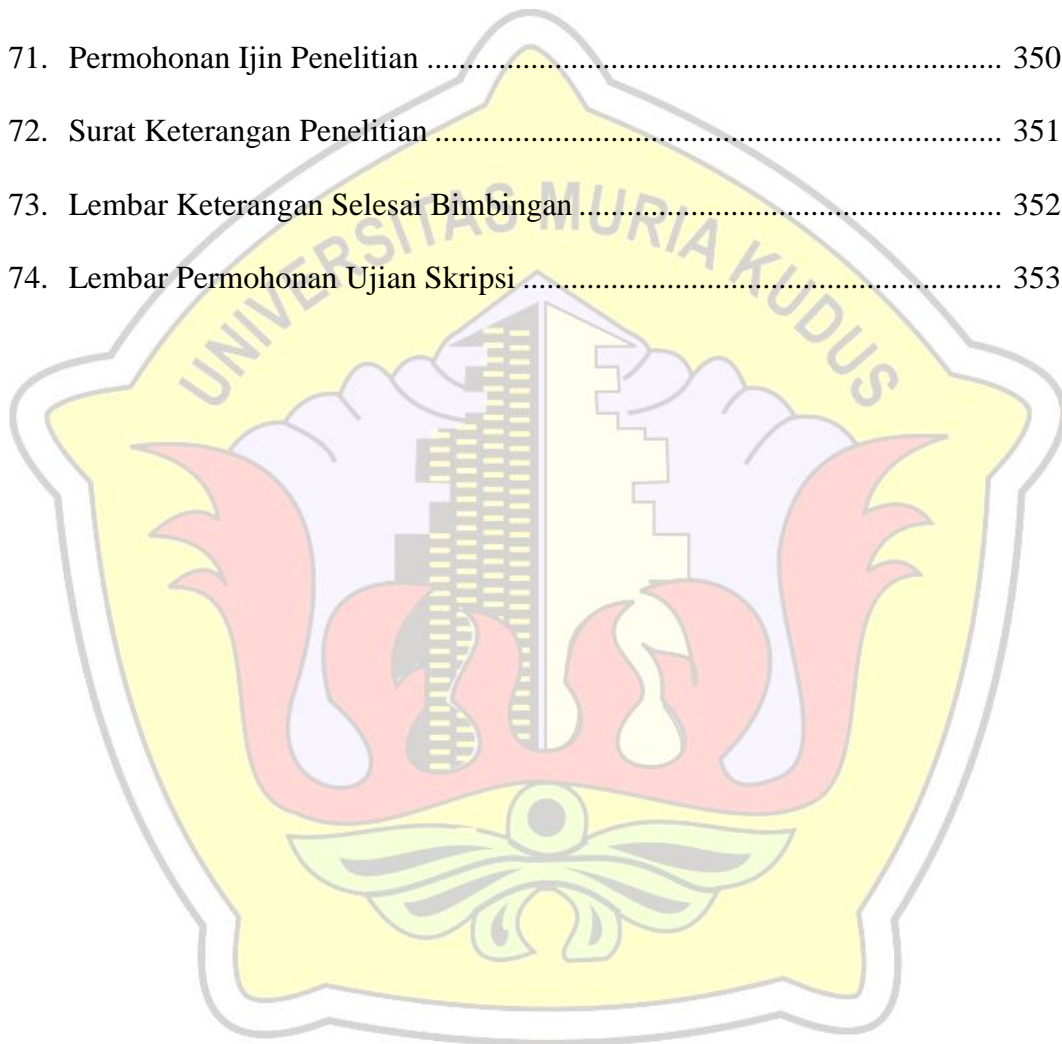 71. Permohonan Ijin Penelitian ........................................................................ 350
72. Surat Keterangan Penelitian ....................................................................... 351
73. Lembar Keterangan Selesai Bimbingan ..................................................... 352
74. Lembar Permohonan Ujian Skripsi ............................................................ 353
UNIVERSITAS MURIA KUDUS